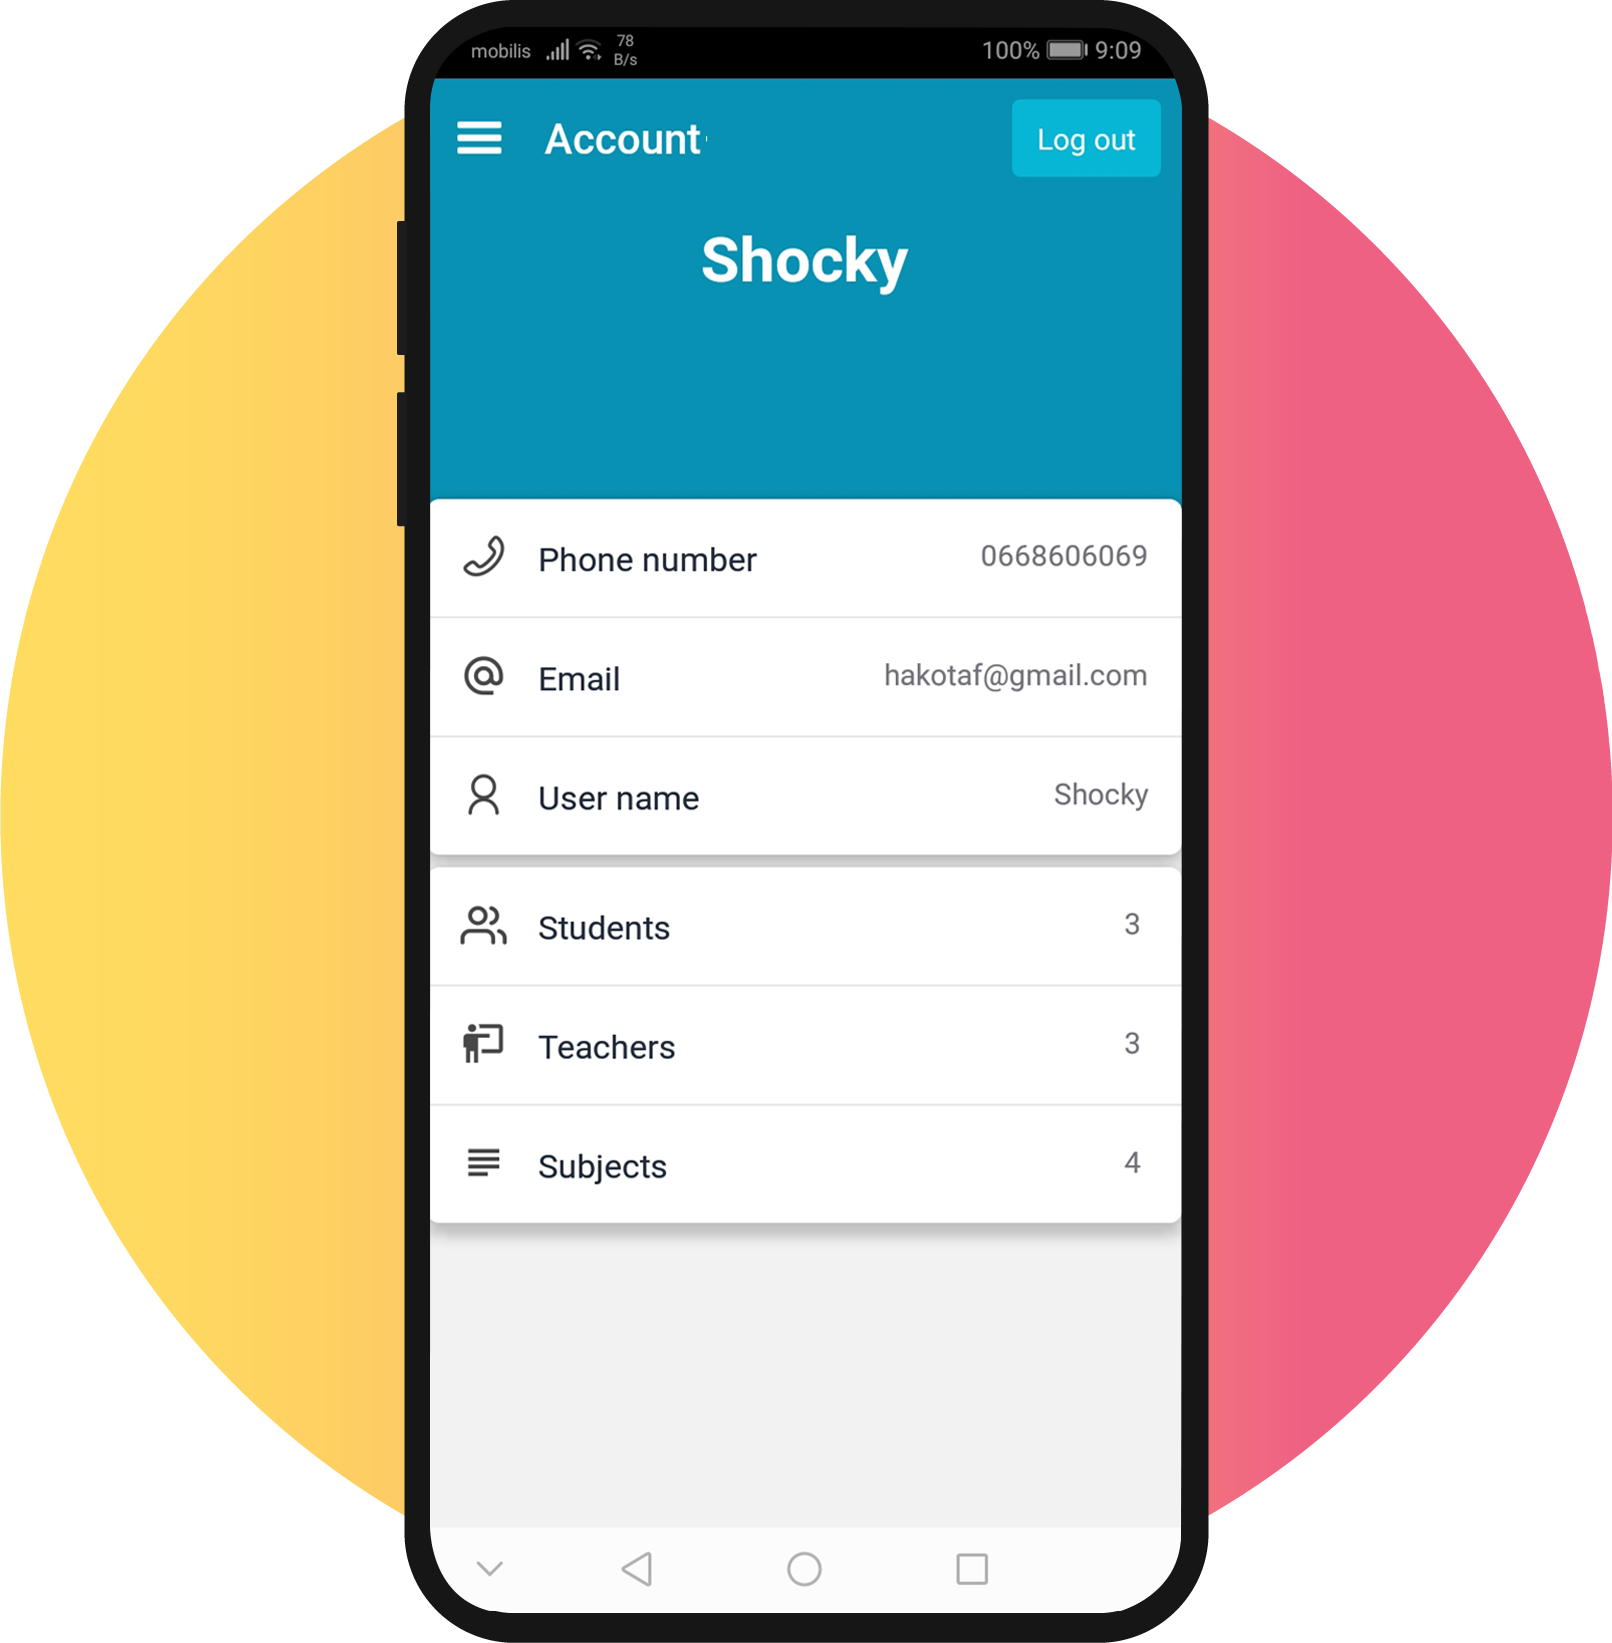 mobilis 78 B/s 100% 9:09
Account Log out
Shocky
Phone number 0668606069
Email hakotaf@gmail.com
User name Shocky
Students 3
Teachers 3
Subjects 4